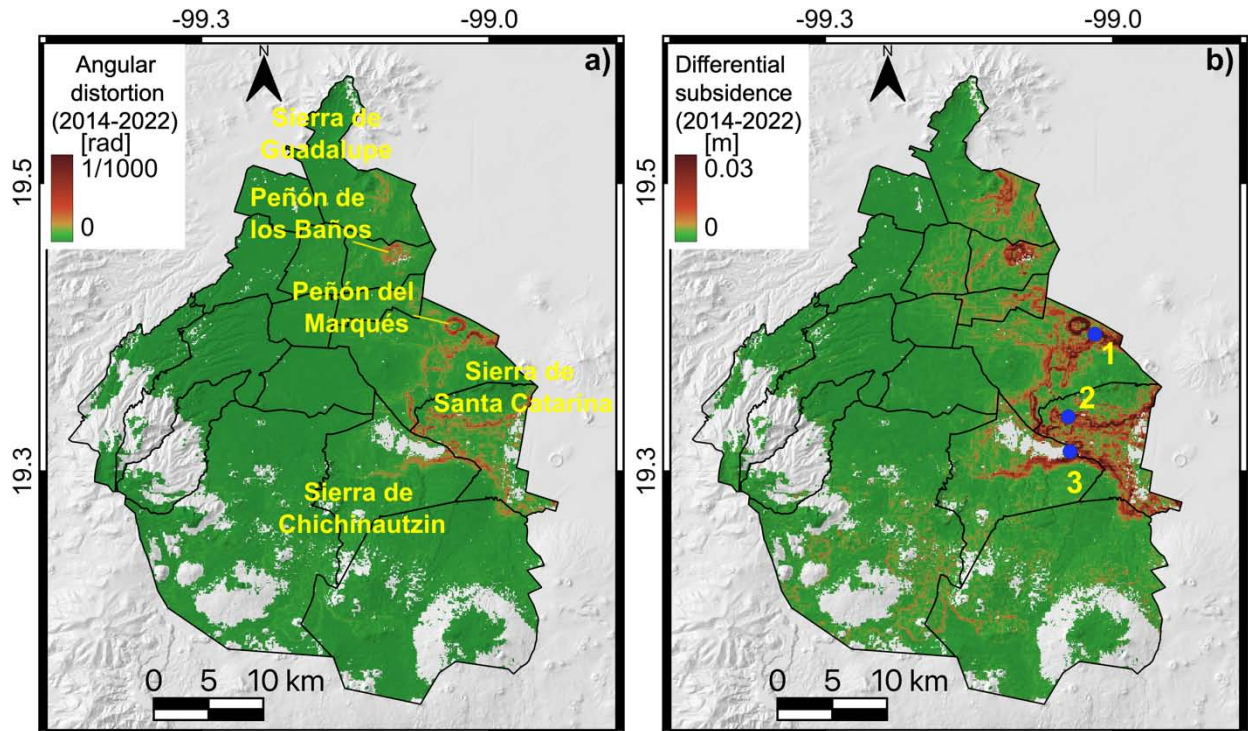 -99.3
-99.0
Angular
distortion
(2014-2022)
[rad]
1/1000
0
N
a)
Sierra de
Guadalupe
Peñón de
los Baños
Peñón del
Marqués
Sierra de
Santa Catarina
Sierra de
Chichinautzin
19.5
19.3
0 5 10 km
-99.3
-99.0
Differential
subsidence
(2014-2022)
[m]
0.03
0
N
b)
1
2
3
19.5
19.3
0 5 10 km